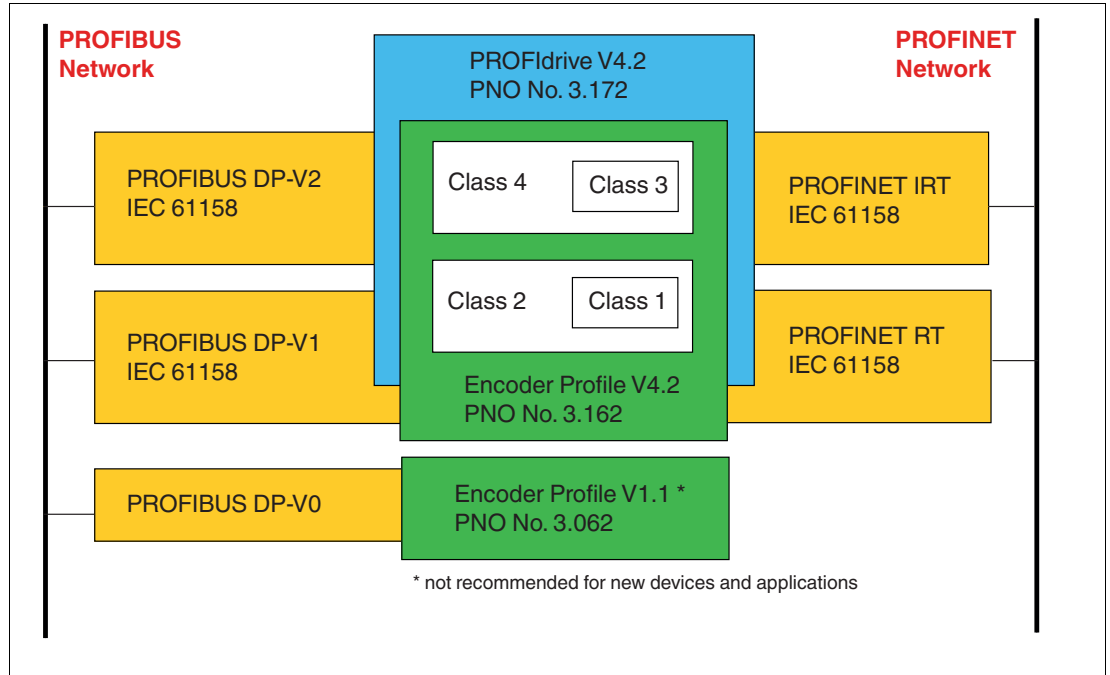 PROFIBUS
Network
PROFIdrive V4.2
PNO No. 3.172
PROFINET
Network
PROFIBUS DP-V2
IEC 61158
Class 4
Class 3
PROFINET IRT
IEC 61158
Class 2
Class 1
PROFIBUS DP-V1
IEC 61158
PROFINET RT
IEC 61158
Encoder Profile V4.2
PNO No. 3.162
PROFIBUS DP-V0
Encoder Profile V1.1 *
PNO No. 3.062
* not recommended for new devices and applications